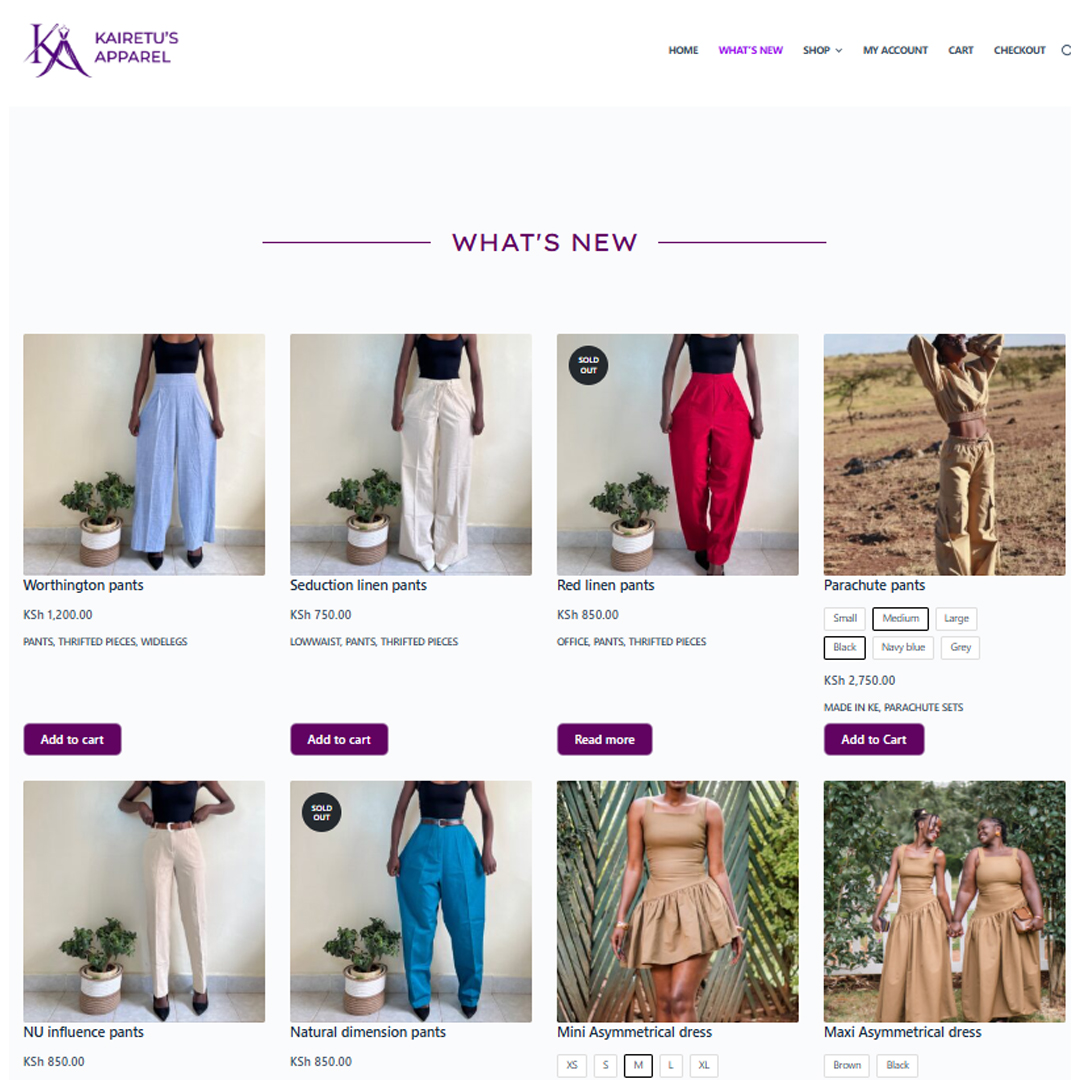 KAIRETU'S
APPAREL
HOME WHAT'S NEW SHOP MY ACCOUNT CART CHECKOUT
WHAT'S NEW
SOLD
OUT
Worthington pants
Seduction linen pants
Red linen pants
Parachute pants
KSh 1,200.00
KSh 750.00
KSh 850.00
Small Medium Large
PANTS, THRIFTED PIECES, WIDELEGS
LOWWAIST, PANTS, THRIFTED PIECES
OFFICE, PANTS, THRIFTED PIECES
Black Navy blue Grey
KSh 2,750.00
MADE IN KE, PARACHUTE SETS
Add to cart
Add to cart
Read more
Add to Cart
SOLD
OUT
NU influence pants
Natural dimension pants
Mini Asymmetrical dress
Maxi Asymmetrical dress
KSh 850.00
KSh 850.00
XS S M L XL
Brown Black